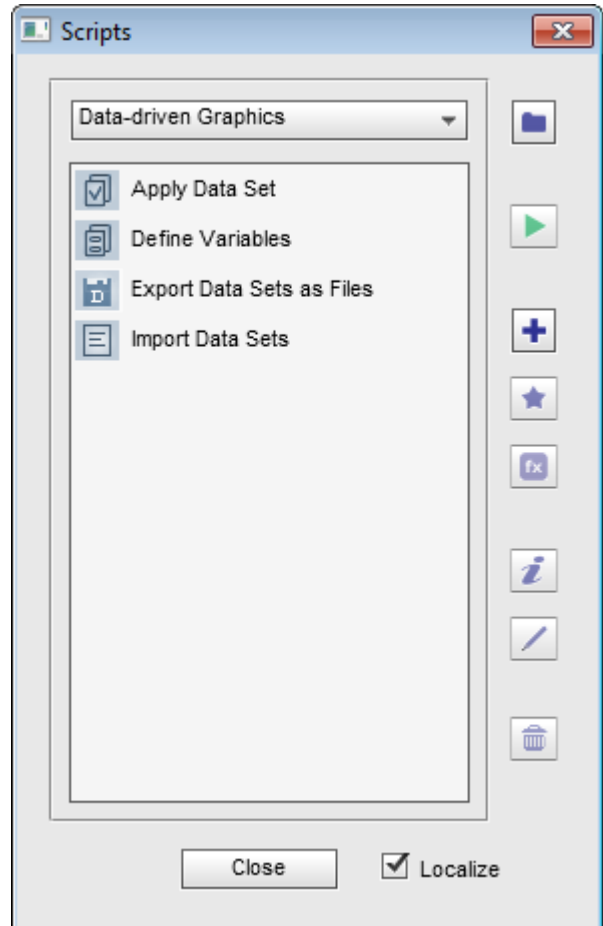 Scripts
Data-driven Graphics
Apply Data Set
Define Variables
D
Export Data Sets as Files
Import Data Sets
fx
i
Close
Localize